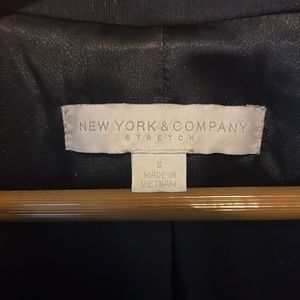 NEW YORK & COMPANY
STRETCH
S
MADE IN
VIETNAM